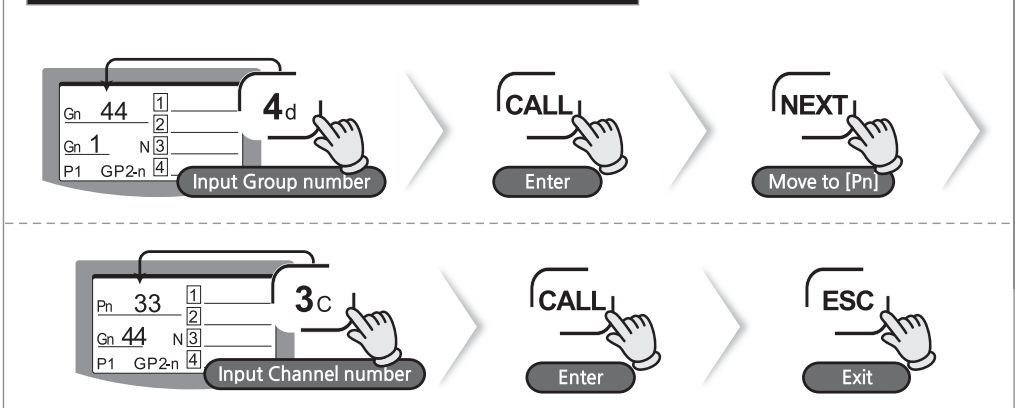 Gn 44
Gn 1 N
P1 GP2-n
1
2
3
4
4d
Input Group number
CALL
Enter
NEXT
Move to [Pn]
Pn 33
Gn 44 N
P1 GP2-n
1
2
3
4
3C
Input Channel number
CALL
Enter
ESC
Exit